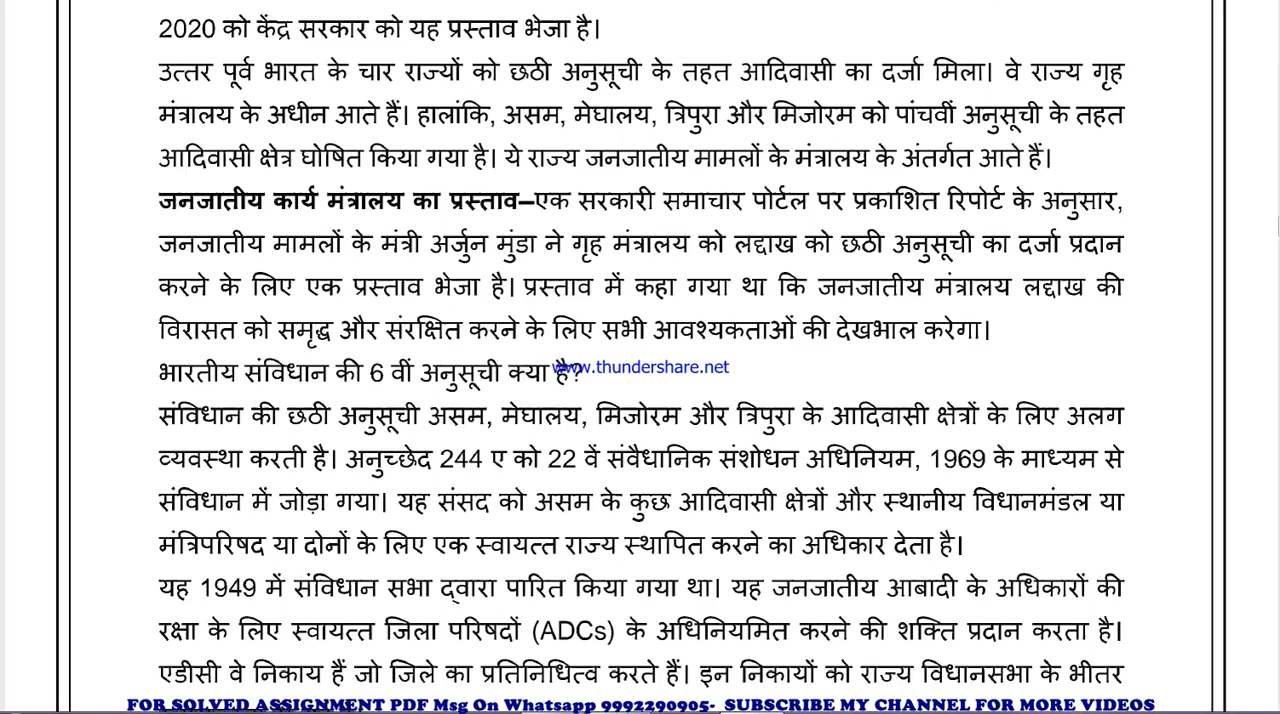 2020 को केंद्र सरकार को यह प्रस्ताव भेजा है।
उत्तर पूर्व भारत के चार राज्यों को छठी अनुसूची के तहत आदिवासी का दर्जा मिला। वे राज्य गृह
मंत्रालय के अधीन आते हैं। हालांकि, असम, मेघालय, त्रिपुरा और मिजोरम को पांचवीं अनुसूची के तहत
आदिवासी क्षेत्र घोषित किया गया है। ये राज्य जनजातीय मामलों के मंत्रालय के अंतर्गत आते हैं।
जनजातीय कार्य मंत्रालय का प्रस्ताव–एक सरकारी समाचार पोर्टल पर प्रकाशित रिपोर्ट के अनुसार,
जनजातीय मामलों के मंत्री अर्जुन मुंडा ने गृह मंत्रालय को लद्दाख को छठी अनुसूची का दर्जा प्रदान
करने के लिए एक प्रस्ताव भेजा है। प्रस्ताव में कहा गया था कि जनजातीय मंत्रालय लद्दाख की
विरासत को समृद्ध और संरक्षित करने के लिए सभी आवश्यकताओं की देखभाल करेगा।
भारतीय संविधान की 6 वीं अनुसूची क्या है?
www.thundershare.net
संविधान की छठी अनुसूची असम, मेघालय, मिजोरम और त्रिपुरा के आदिवासी क्षेत्रों के लिए अलग
व्यवस्था करती है। अनुच्छेद 244 ए को 22 वें संवैधानिक संशोधन अधिनियम, 1969 के माध्यम से
संविधान में जोड़ा गया। यह संसद को असम के कुछ आदिवासी क्षेत्रों और स्थानीय विधानमंडल या
मंत्रिपरिषद या दोनों के लिए एक स्वायत्त राज्य स्थापित करने का अधिकार देता है।
यह 1949 में संविधान सभा द्वारा पारित किया गया था। यह जनजातीय आबादी के अधिकारों की
रक्षा के लिए स्वायत्त जिला परिषदों (ADCs) के अधिनियमित करने की शक्ति प्रदान करता है।
एडीसी वे निकाय हैं जो जिले का प्रतिनिधित्व करते हैं। इन निकायों को राज्य विधानसभा के भीतर
FOR SOLVED ASSIGNMENT PDF Msg On Whatsapp 9992290905- SUBSCRIBE MY CHANNEL FOR MORE VIDEOS